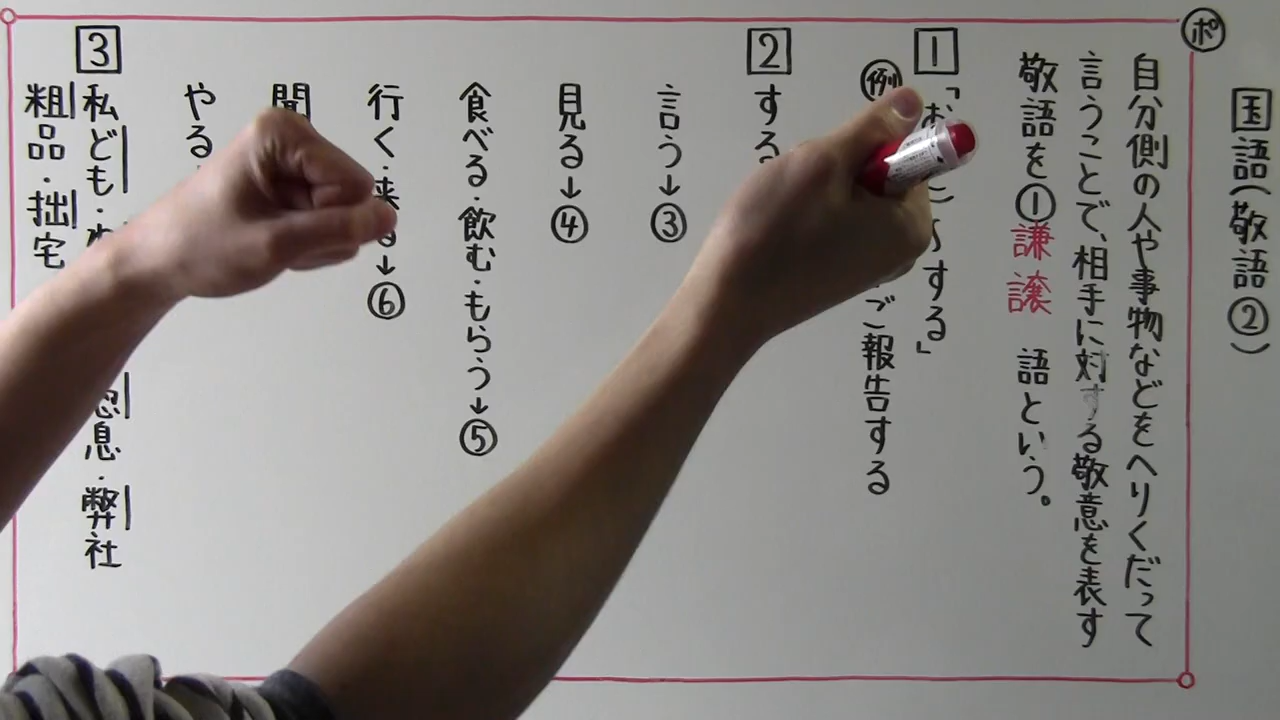 国語(敬語②)
ポ
自分側の人や事物などをへりくだって
言うことで、相手に対する敬意を表す
敬語を①謙譲 語という。
1 「お する」
例 ご報告する
2 する
言う→③
見る→④
食べる・飲む・もらう→⑤
行く・来る→⑥
聞
やる
3 私ども・ 息・弊社
粗品・拙宅